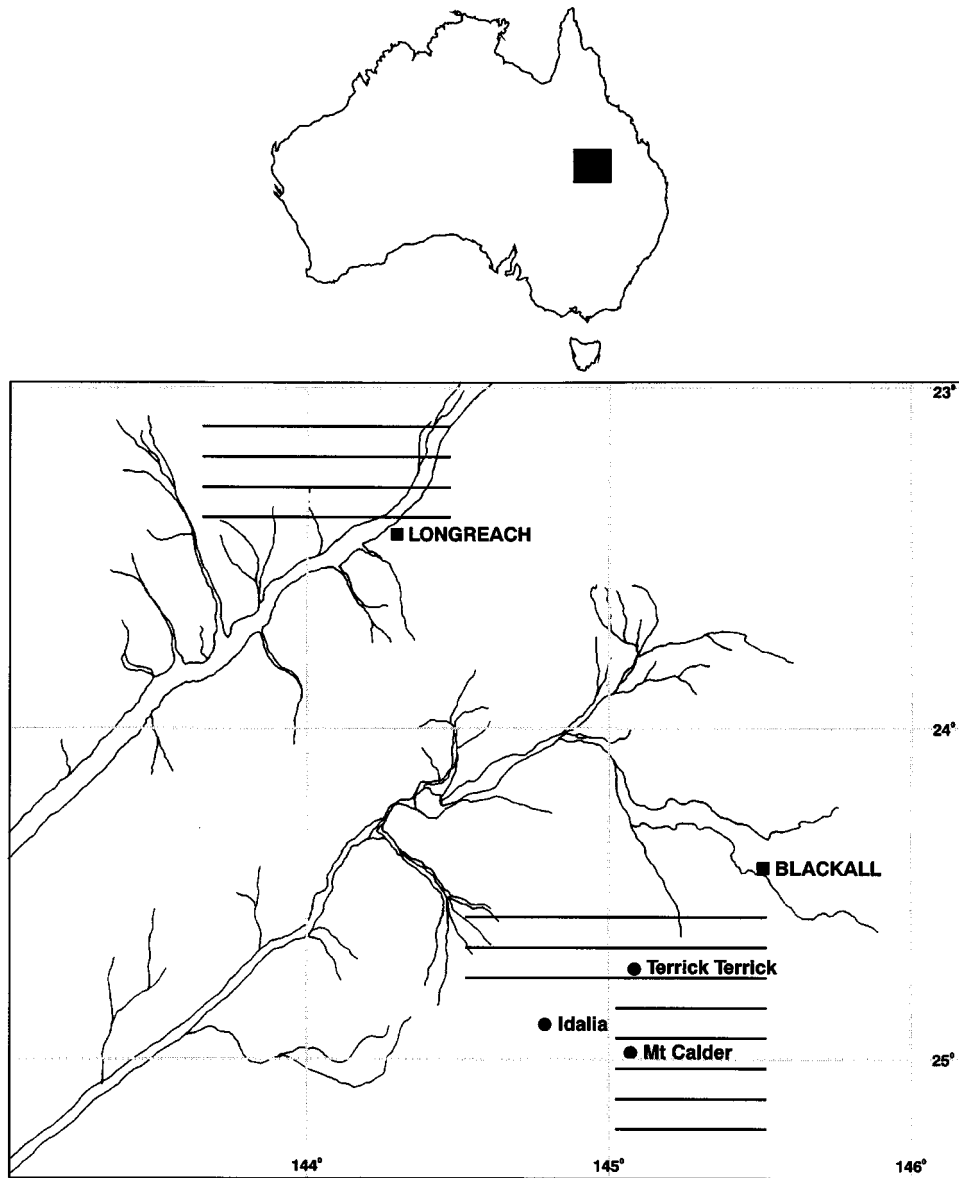 23°
LONGREACH
24°
BLACKALL
Terrick Terrick
Idalia
Mt Calder
25°
144°
145°
146°